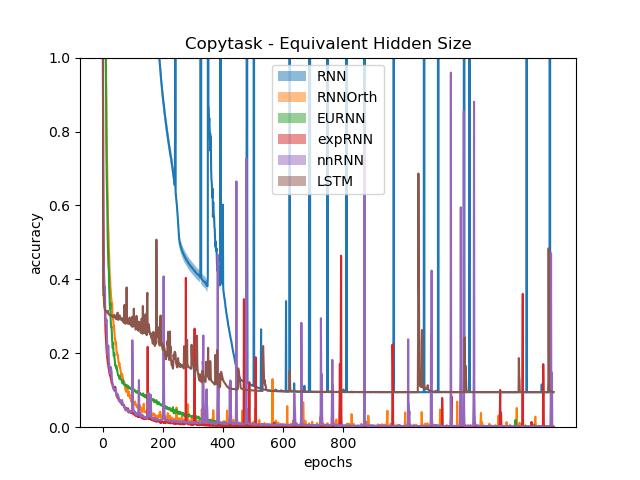 Copytask - Equivalent Hidden Size
1.0
0.8
0.6
0.4
0.2
0.0
accuracy
RNN
RNNOrth
EURNN
expRNN
nnRNN
LSTM
0 200 400 600 800
epochs